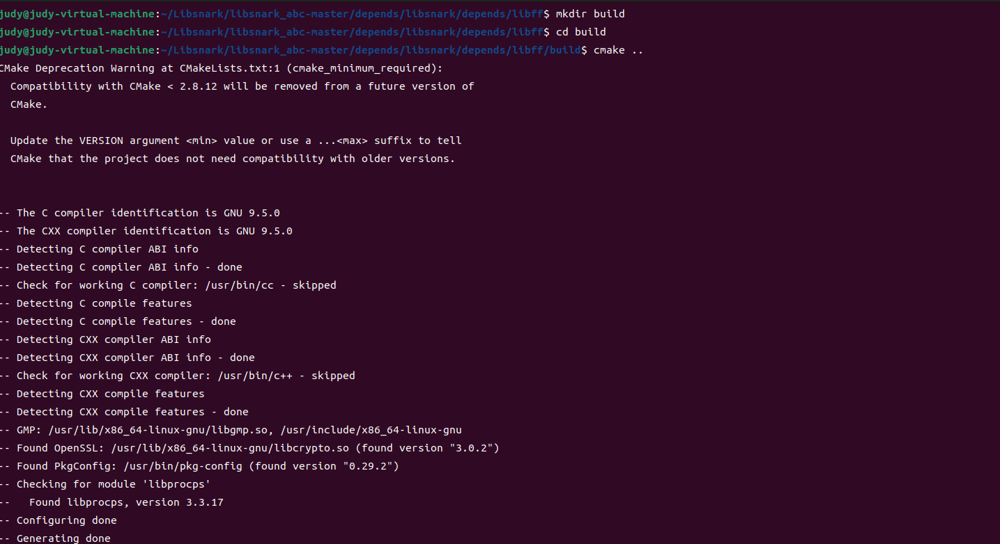 judy@judy-virtual-machine:~/Libsnark/libsnark_abc-master/depends/libsnark/depends/libff$ mkdir build
judy@judy-virtual-machine:~/Libsnark/libsnark_abc-master/depends/libsnark/depends/libff$ cd build
judy@judy-virtual-machine:~/Libsnark/libsnark_abc-master/depends/libsnark/depends/libff/build$ cmake ..
CMake Deprecation Warning at CMakeLists.txt:1 (cmake_minimum_required):
  Compatibility with CMake < 2.8.12 will be removed from a future version of
  CMake.

  Update the VERSION argument <min> value or use a ...<max> suffix to tell
  CMake that the project does not need compatibility with older versions.

-- The C compiler identification is GNU 9.5.0
-- The CXX compiler identification is GNU 9.5.0
-- Detecting C compiler ABI info
-- Detecting C compiler ABI info - done
-- Check for working C compiler: /usr/bin/cc - skipped
-- Detecting C compile features
-- Detecting C compile features - done
-- Detecting CXX compiler ABI info
-- Detecting CXX compiler ABI info - done
-- Check for working CXX compiler: /usr/bin/c++ - skipped
-- Detecting CXX compile features
-- Detecting CXX compile features - done
-- GMP: /usr/lib/x86_64-linux-gnu/libgmp.so, /usr/include/x86_64-linux-gnu
-- Found OpenSSL: /usr/lib/x86_64-linux-gnu/libcrypto.so (found version "3.0.2")
-- Found PkgConfig: /usr/bin/pkg-config (found version "0.29.2")
-- Checking for module 'libprocps'
--   Found libprocps, version 3.3.17
-- Configuring done
-- Generating done